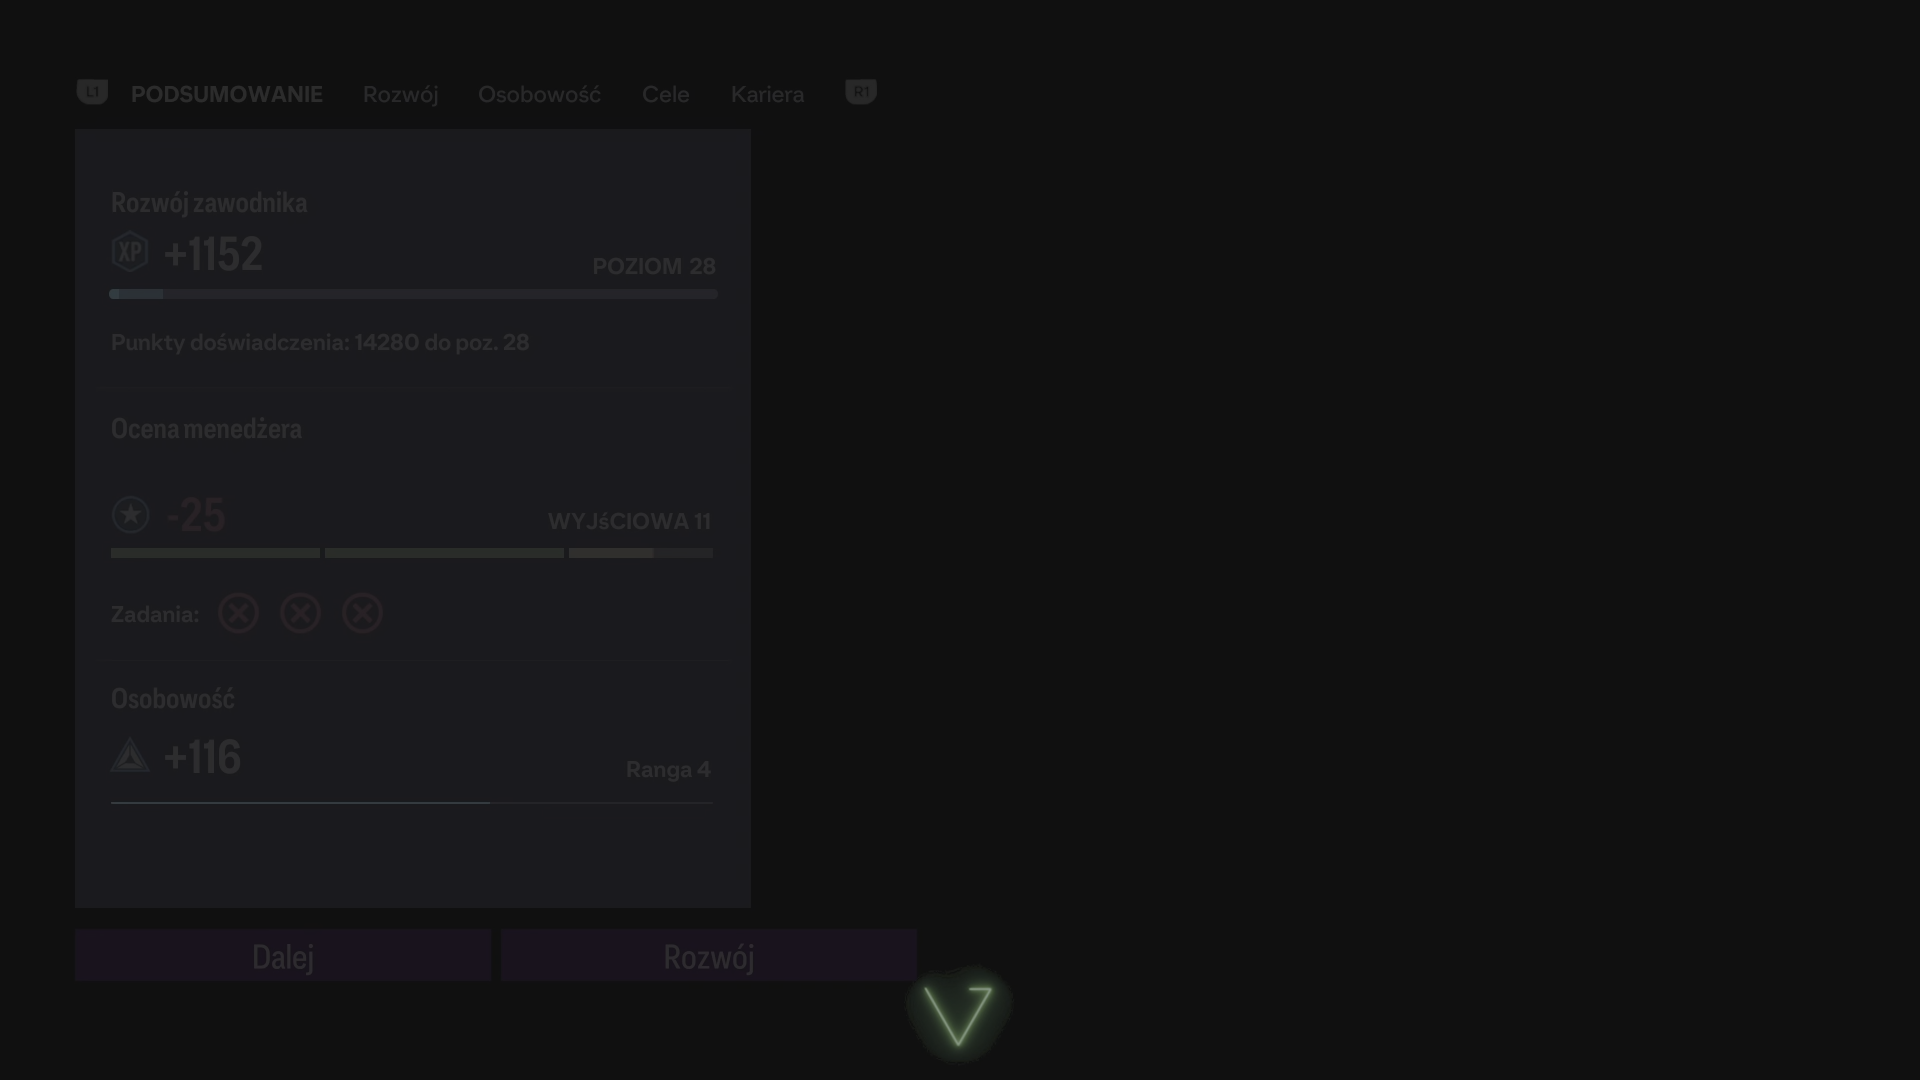 L1 PODSUMOWANIE Rozwój Osobowość Cele Kariera R1
Rozwój zawodnika
XP +1152 POZIOM 28
Punkty doświadczenia: 14280 do poz. 28
Ocena menedżera
-25 WYJśCIOWA 11
Zadania:
Osobowość
+116 Ranga 4
Dalej Rozwój